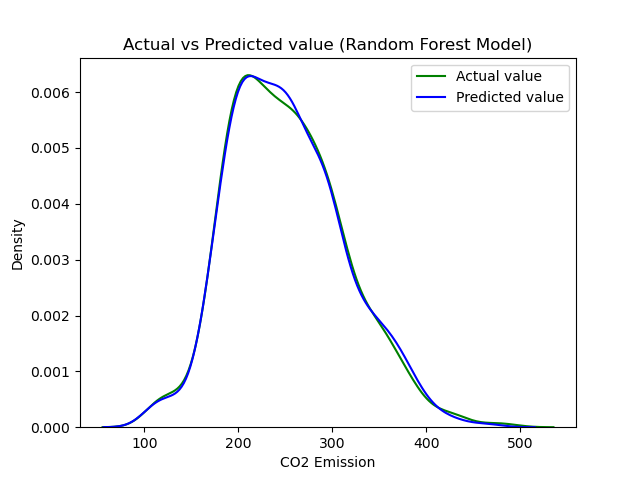 Actual vs Predicted value (Random Forest Model)
Actual value
Predicted value
0.006
0.005
0.004
0.003
0.002
0.001
0.000
Density
100 200 300 400 500
CO2 Emission